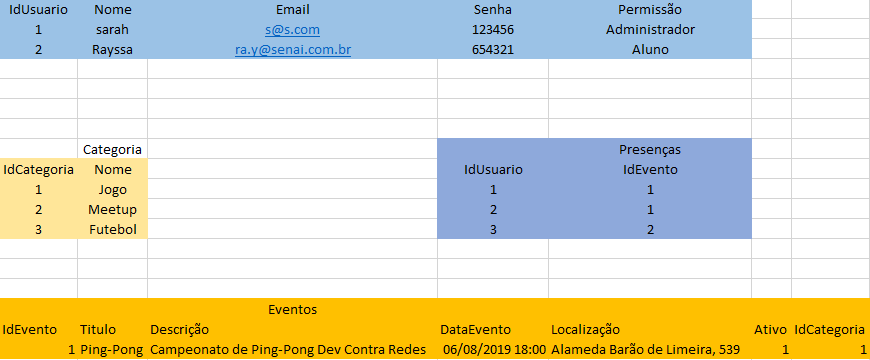 IdUsuario Nome Email Senha Permissão
1 sarah s@s.com 123456 Administrador
2 Rayssa ra.y@senai.com.br 654321 Aluno
Categoria Presenças
IdCategoria Nome IdUsuario IdEvento
1 Jogo 1 1
2 Meetup 2 1
3 Futebol 3 2
Eventos
IdEvento Titulo Descrição DataEvento Localização Ativo IdCategoria
1 Ping-Pong Campeonato de Ping-Pong Dev Contra Redes 06/08/2019 18:00 Alameda Barão de Limeira, 539 1 1